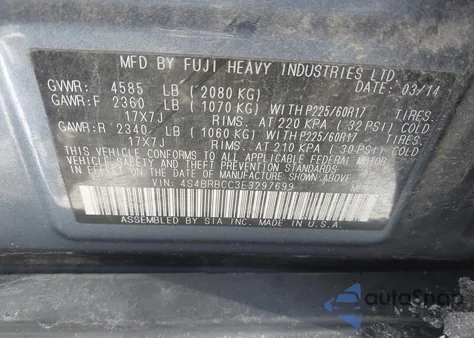 MFD BY FUJI HEAVY INDUSTRIES LTD. DATE: 03/14
GVWR: 4585 LB (2080 KG)
GAWR:F 2360 LB (1070 KG) WITH P225/60R17 TIRES.
17X7J RIMS. AT 220 KPA (32 PSI) COLD
GAWR:R 2340 LB (1060 KG) WITH P225/60R17 TIRES.
17X7J RIMS. AT 210 KPA (30 PSI) COLD
THIS VEHICLE CONFORMS TO ALL APPLICABLE FEDERAL MOTOR
VEHICLE SAFETY, BUMPER, AND THEFT PREVENTION STANDARDS
IN EFFECT ON THE DATE OF MANUFACTURE SHOWN ABOVE.
VIN: 4S4BRBCC3E3297699
ASSEMBLED BY SIA INC. MADE IN U.S.A.
autoSnap